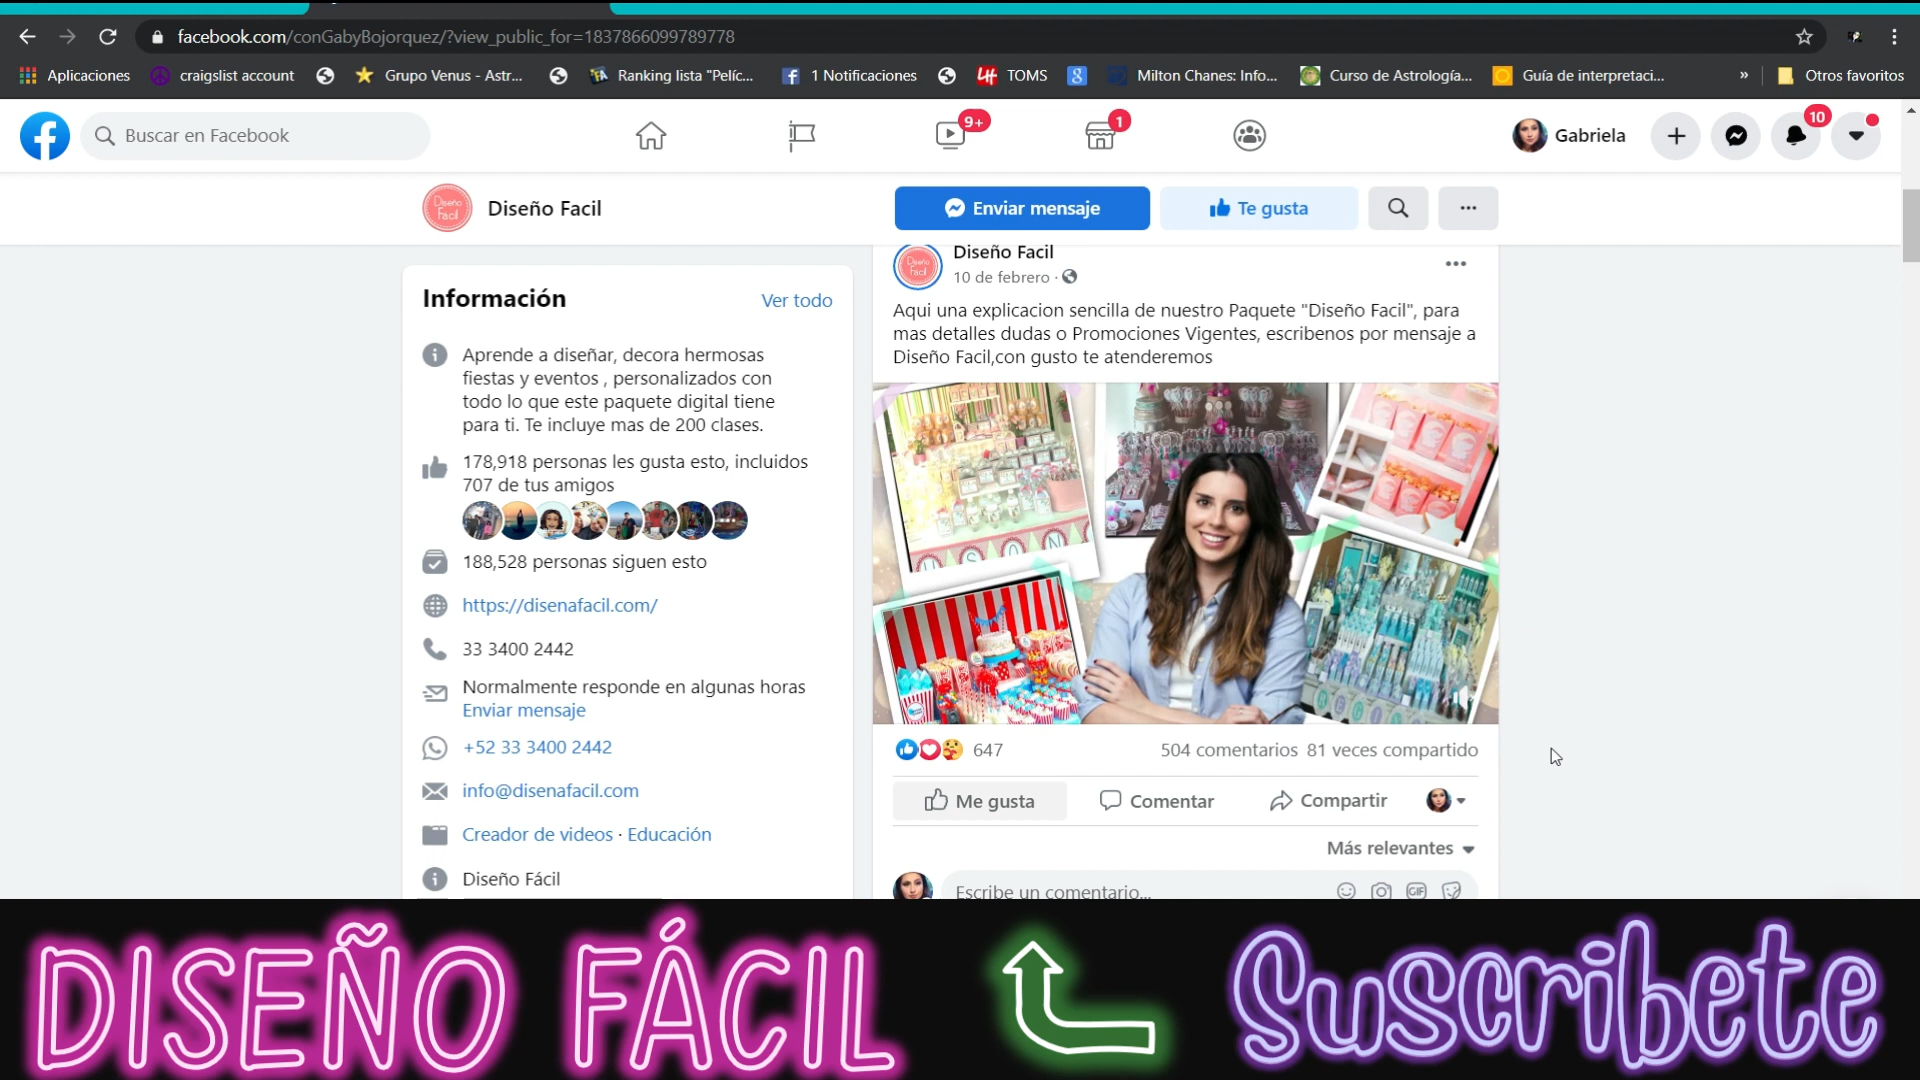 facebook.com/conGabyBojorquez/?view_public_for=1837866099789778
Aplicaciones
craigslist account
Grupo Venus - Astr...
Ranking lista "Pelíc...
1 Notificaciones
TOMS
Milton Chanes: Info...
Curso de Astrología...
Guía de interpretaci...
»
Otros favoritos
Buscar en Facebook
9+
1
Gabriela
10
Diseño Facil
Diseño Facil
Enviar mensaje
Te gusta
Información
Ver todo
Aprende a diseñar, decora hermosas
fiestas y eventos , personalizados con
todo lo que este paquete digital tiene
para ti. Te incluye mas de 200 clases.
178,918 personas les gusta esto, incluidos
707 de tus amigos
188,528 personas siguen esto
https://disenafacil.com/
33 3400 2442
Normalmente responde en algunas horas
Enviar mensaje
+52 33 3400 2442
info@disenafacil.com
Creador de videos · Educación
Diseño Fácil
Diseño Facil
Diseño Facil
10 de febrero ·
Aqui una explicacion sencilla de nuestro Paquete "Diseño Facil", para
mas detalles dudas o Promociones Vigentes, escribenos por mensaje a
Diseño Facil,con gusto te atenderemos
647
504 comentarios 81 veces compartido
Me gusta
Comentar
Compartir
Más relevantes
Escribe un comentario...
GIF
DISEÑO FÁCIL
Suscribete